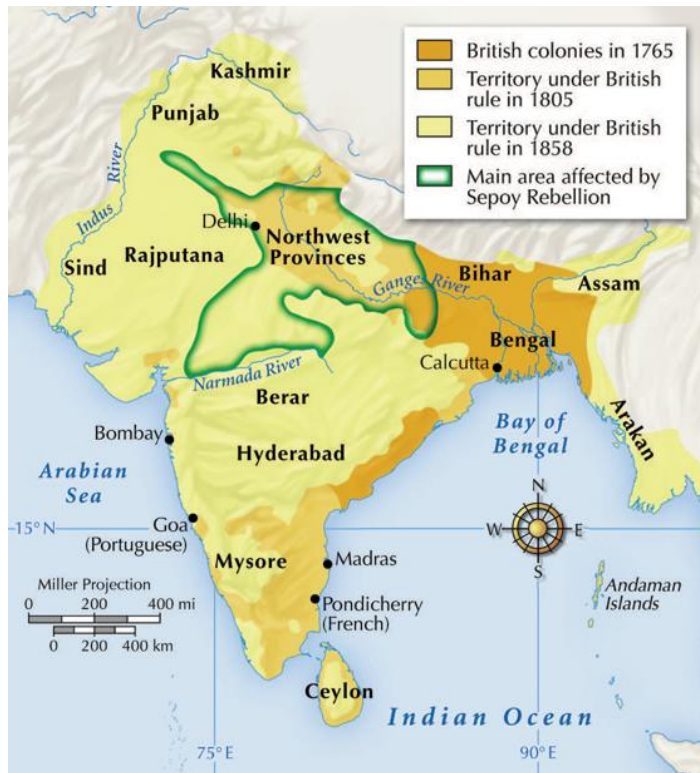 British colonies in 1765
Territory under British
rule in 1805
Territory under British
rule in 1858
Main area affected by
Sepoy Rebellion
Kashmir
Punjab
Indus River
Delhi
Northwest
Provinces
Sind
Rajputana
Bihar
Ganges River
Assam
Bengal
Calcutta
Narmada River
Berar
Bombay
Hyderabad
Bay of
Bengal
Arakan
Arabian
Sea
N
W
E
S
15°N
Goa
(Portuguese)
Mysore
Madras
Miller Projection
0
200
400 mi
0
200
400 km
Pondicherry
(French)
Andaman
Islands
Ceylon
Indian Ocean
75°E
90°E